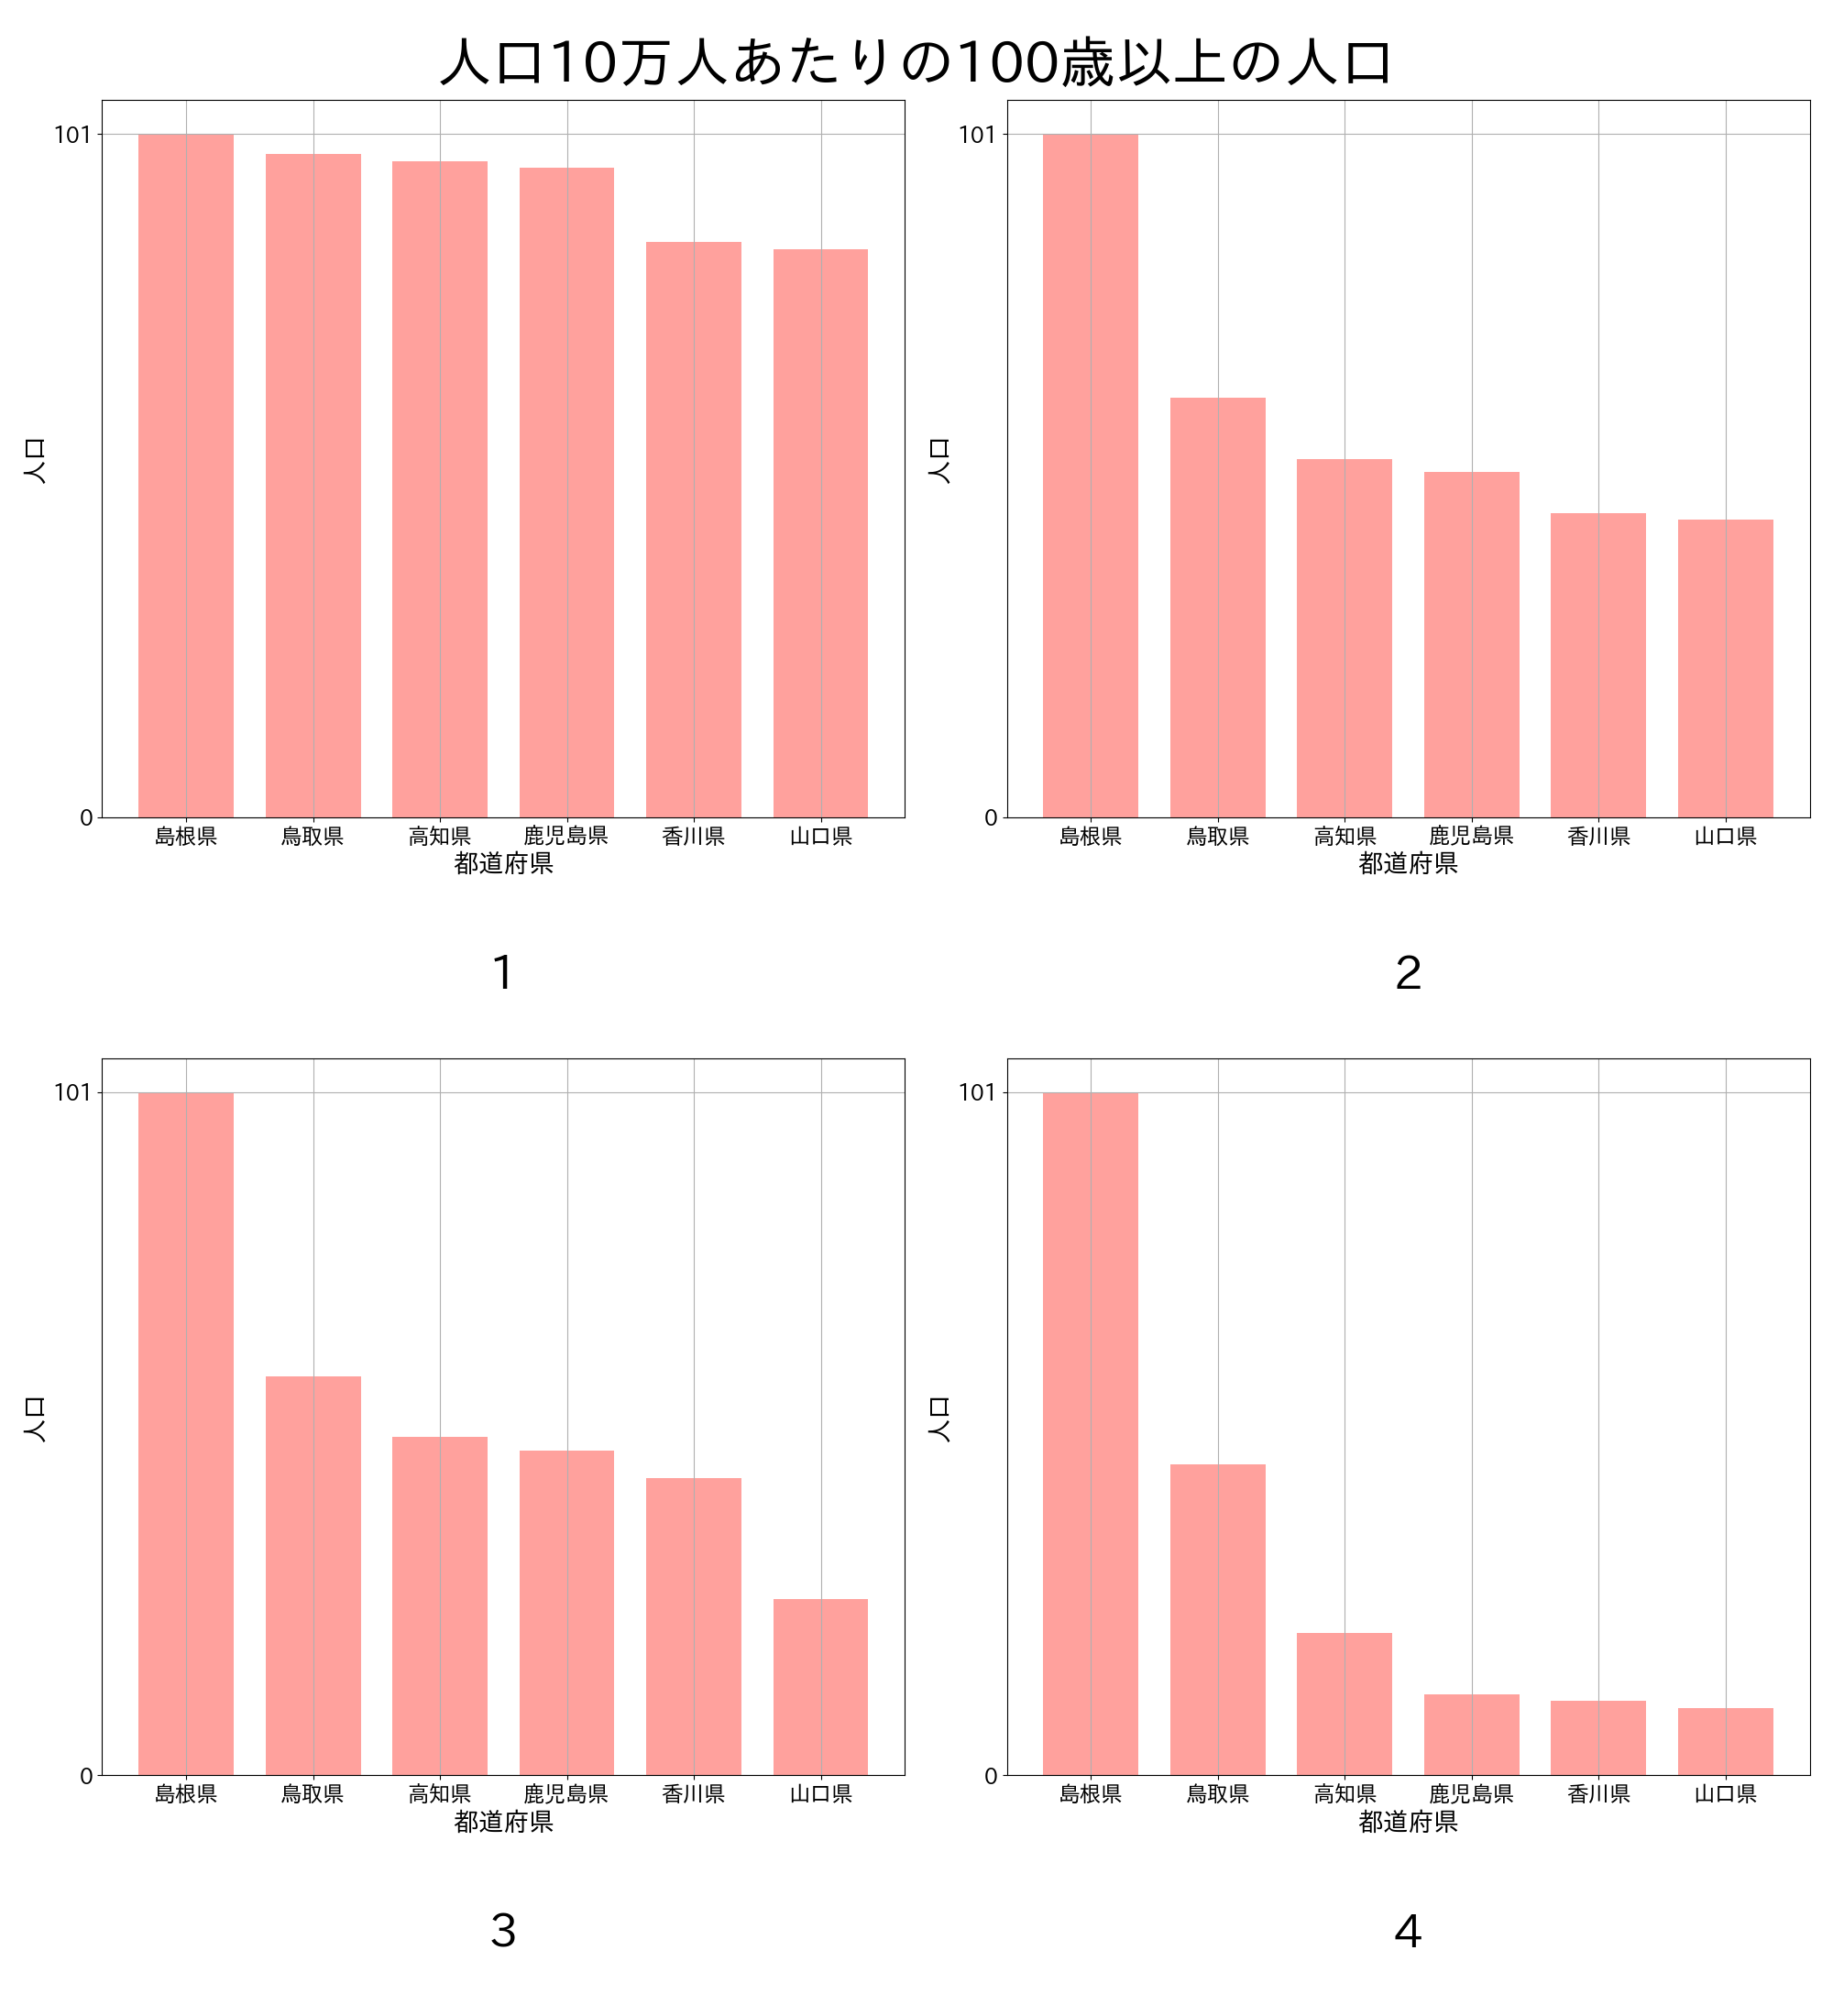 人口10万人あたりの100歳以上の人口
101
0
人口
島根県 鳥取県 高知県 鹿児島県 香川県 山口県
都道府県
1
101
0
人口
島根県 鳥取県 高知県 鹿児島県 香川県 山口県
都道府県
2
101
0
人口
島根県 鳥取県 高知県 鹿児島県 香川県 山口県
都道府県
3
101
0
人口
島根県 鳥取県 高知県 鹿児島県 香川県 山口県
都道府県
4